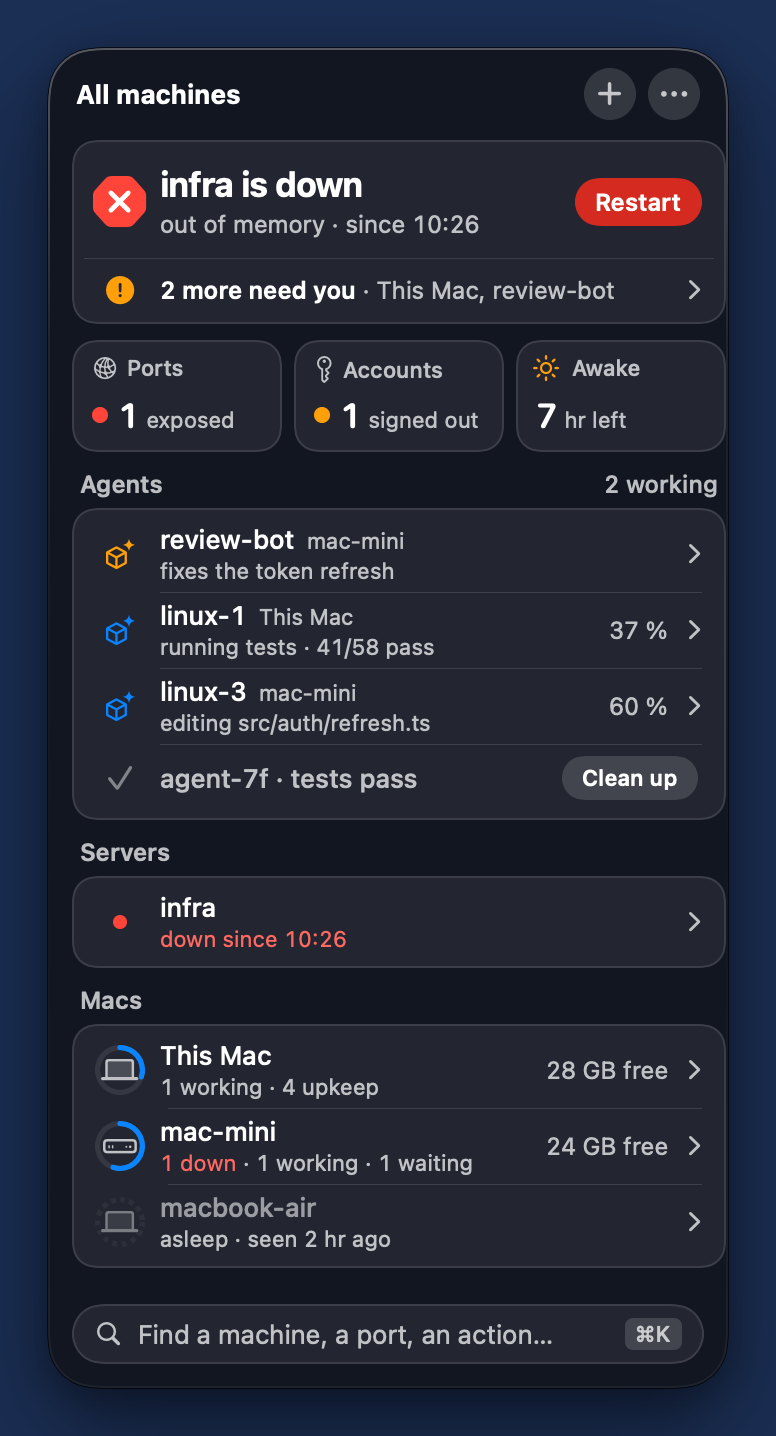 All machines
infra is down
out of memory · since 10:26
Restart
2 more need you · This Mac, review-bot
Ports
1 exposed
Accounts
1 signed out
Awake
7 hr left
Agents
2 working
review-bot mac-mini
fixes the token refresh
linux-1 This Mac
running tests · 41/58 pass
37 %
linux-3 mac-mini
editing src/auth/refresh.ts
60 %
agent-7f · tests pass
Clean up
Servers
infra
down since 10:26
Macs
This Mac
1 working · 4 upkeep
28 GB free
mac-mini
1 down · 1 working · 1 waiting
24 GB free
macbook-air
asleep · seen 2 hr ago
Find a machine, a port, an action...
⌘K